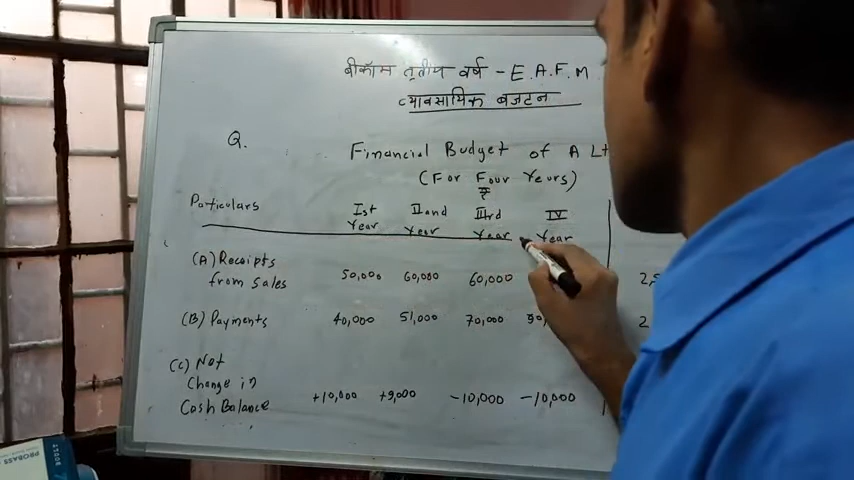 बीकॉम तृतीय वर्ष - E.A.F.M.
व्यावसायिक बजटन
Q.
Financial Budget of A Lt
(For Four Years)
₹
Particulars Ist Year IInd Year IIIrd Year IV Year
(A) Receipts
from Sales 50,000 60,000 60,000
(B) Payments 40,000 51,000 70,000
(C) Net
Change in
Cash Balance +10,000 +9,000 -10,000 -10,000
PROBASS